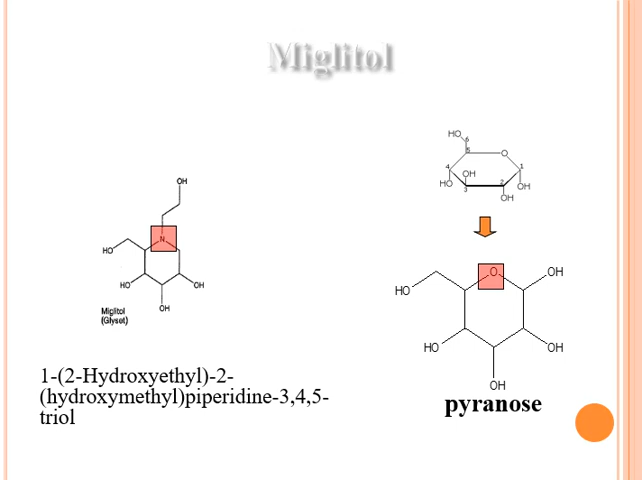 Miglitol
HO
6
5
O
4
1
OH
2
HO
3
OH
OH
OH
N
HO
HO
OH
OH
Miglitol
(Glyset)
O
OH
HO
HO
OH
OH
1-(2-Hydroxyethyl)-2-
(hydroxymethyl)piperidine-3,4,5-
triol
pyranose